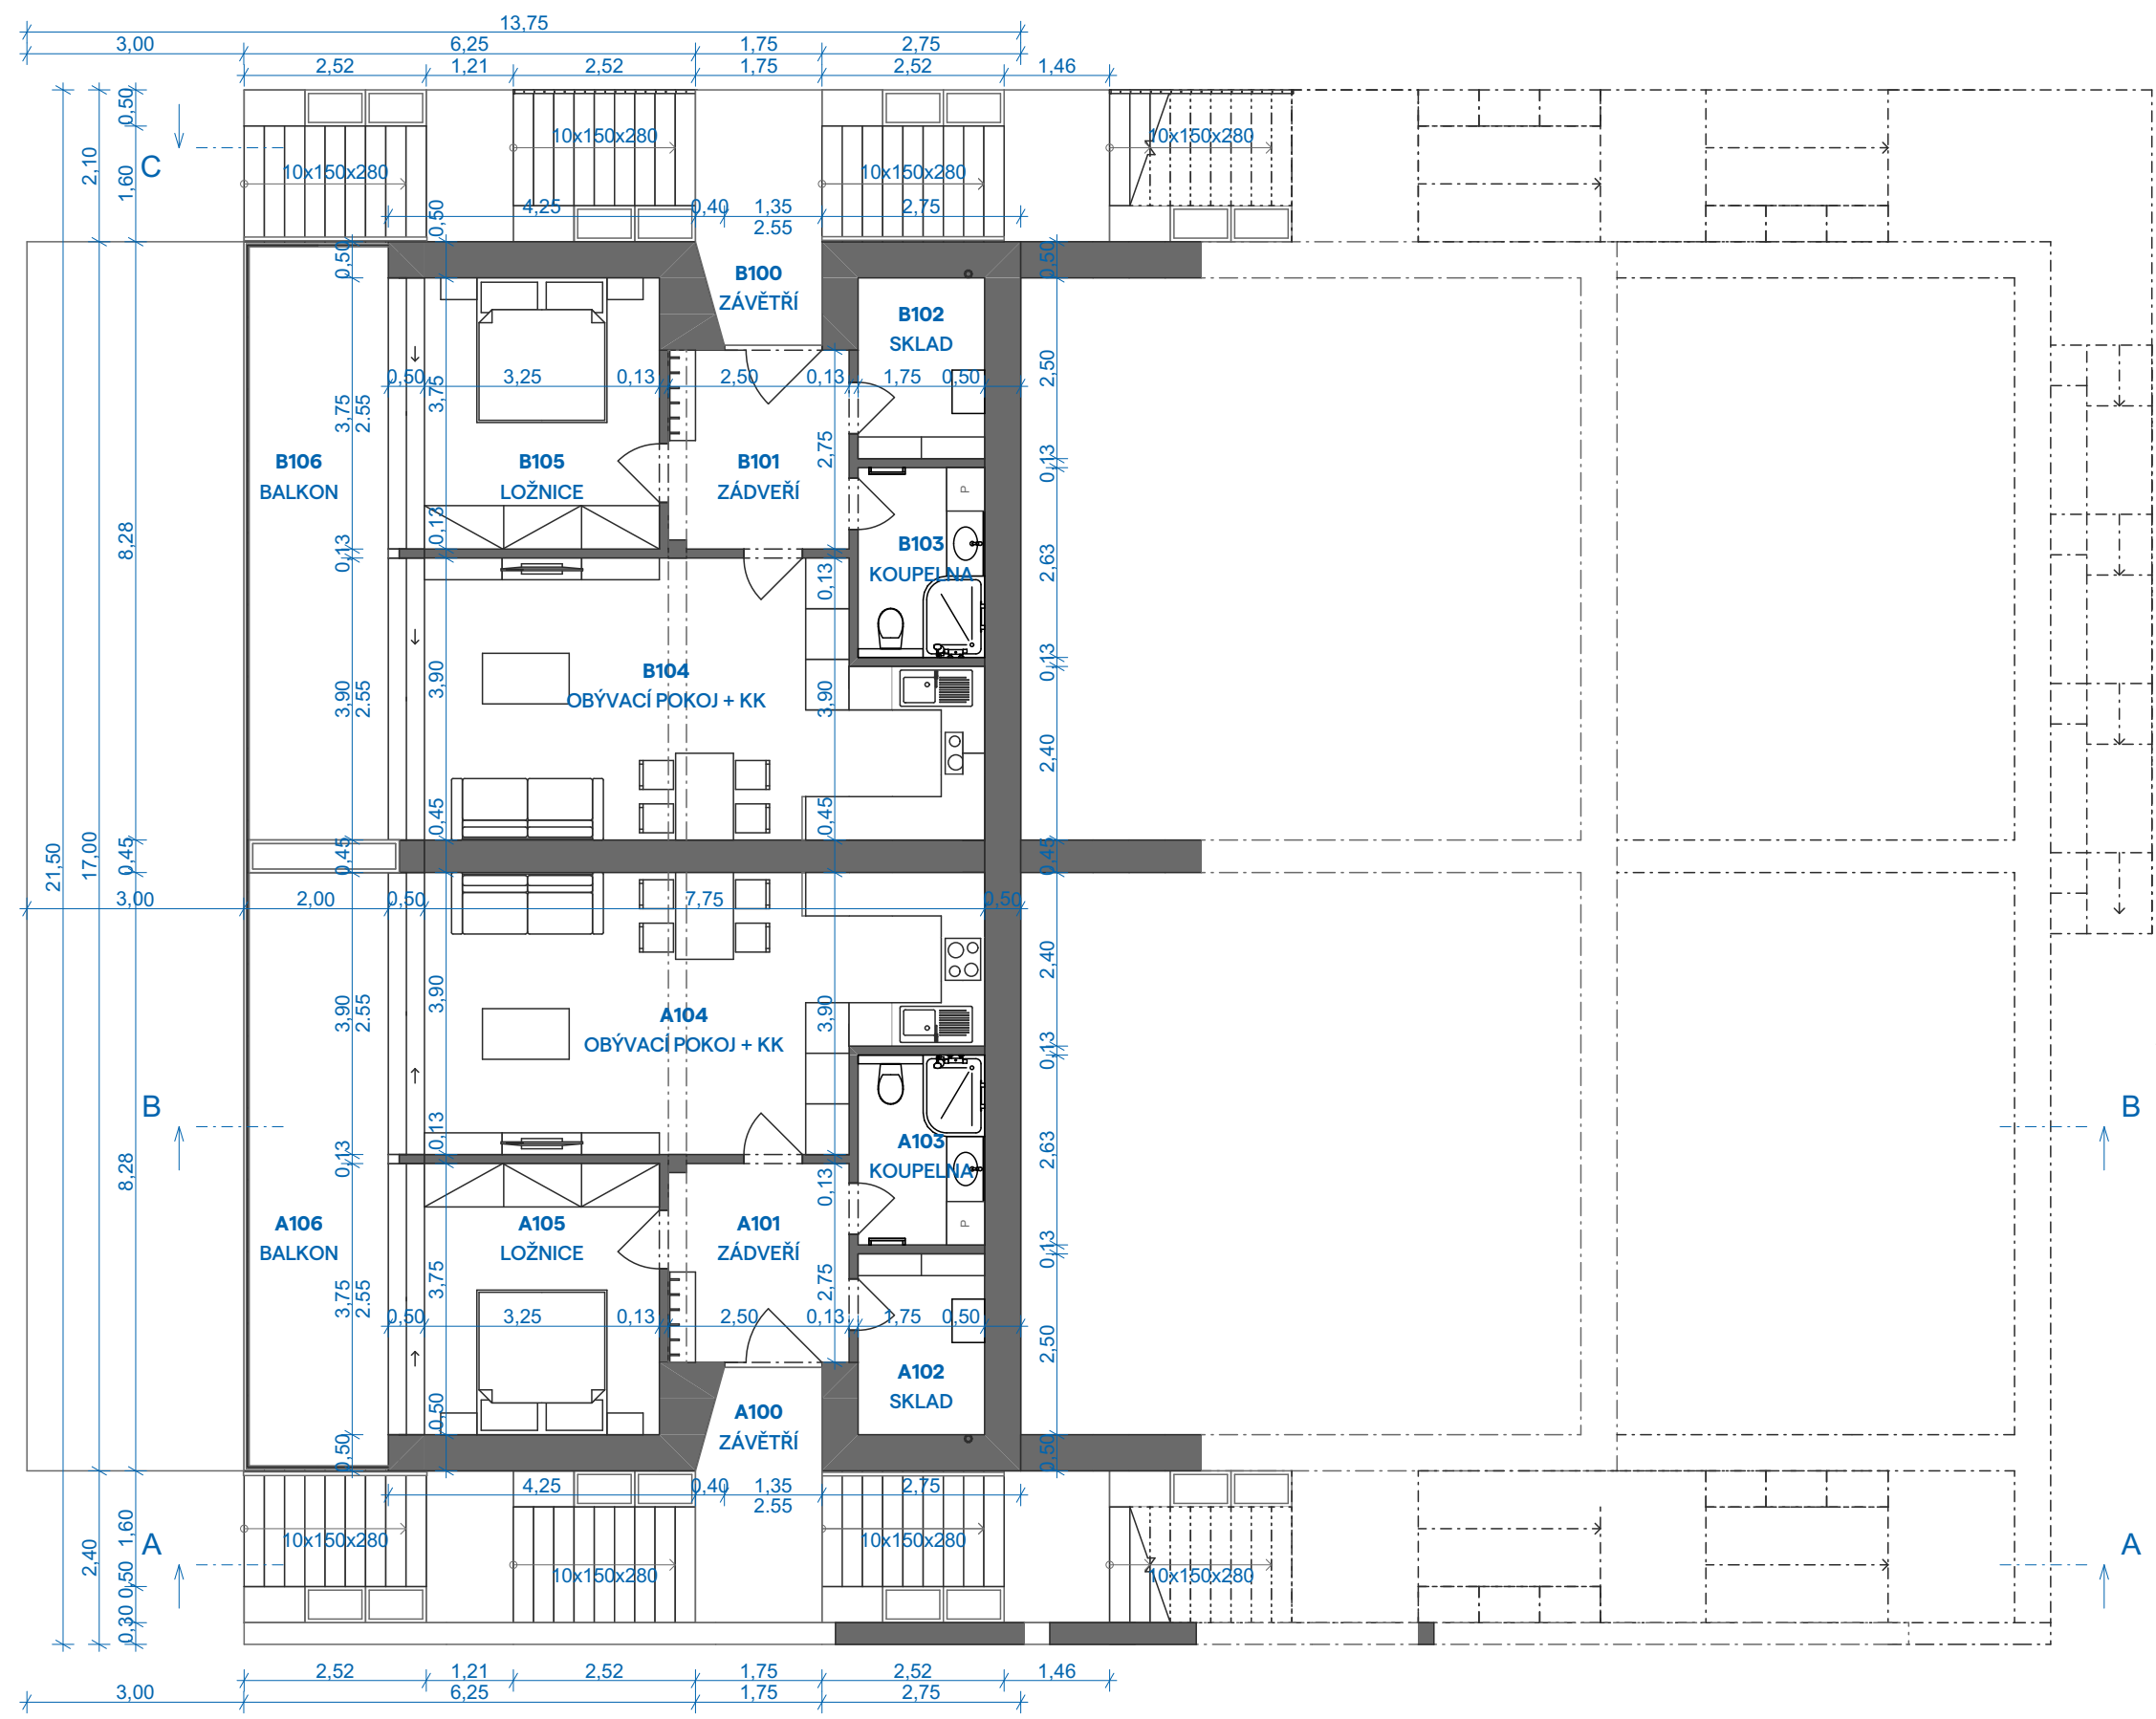 13,75
3,00 6,25 1,75 2,75
2,52 1,21 2,52 1,75 2,52 1,46
0,50
10x150x280 10x150x280
C
2,10
1,60
10x150x280 10x150x280
4,25 0,40 1,35 2,75
2.55
0,50
0,50
0,50
B100
ZÁVĚTŘÍ
B102
SKLAD
2,50
0,50 3,25 0,13 2,50 0,13 1,75 0,50
3,75
2.55
3,75
2,75
0,13
B106
BALKON
B105
LOŽNICE
B101
ZÁDVEŘÍ
P
8,28
0,13
0,13
B103
KOUPELNA
2,63
0,13
0,13
B104
OBÝVACÍ POKOJ + KK
3,90
2.55
3,90
3,90
2,40
0,45
0,45
21,50
17,00
0,45
0,45
0,45
3,00 2,00 0,50 7,75 0,50
2,40
3,90
2.55
3,90
3,90
A104
OBÝVACÍ POKOJ + KK
0,13
B B
0,13
0,13
A103
KOUPELNA
2,63
8,28
0,13
P
A106
BALKON
A105
LOŽNICE
A101
ZÁDVEŘÍ
0,13
3,75
2.55
3,75
2,75
0,50 3,25 0,13 2,50 0,13 1,75 0,50
2,50
A102
SKLAD
A100
ZÁVĚTŘÍ
0,50
0,50
0,50
4,25 0,40 1,35 2,75
2.55
1,60
10x150x280 10x150x280
A A
2,40
10x150x280 10x150x280
0,50
0,30
2,52 1,21 2,52 1,75 2,52 1,46
3,00 6,25 1,75 2,75